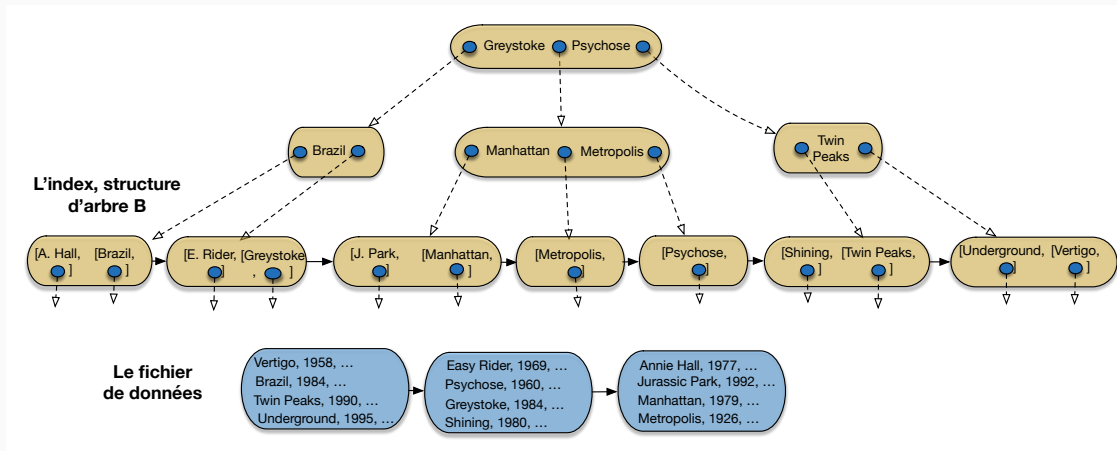 Greystoke Psychose
Brazil
Manhattan Metropolis
Twin
Peaks
L'index, structure
d'arbre B
[A. Hall, [Brazil,
] ]
[E. Rider, [Greystoke
] , ]
[J. Park, [Manhattan,
] ]
[Metropolis,
]
[Psychose,
]
[Shining, [Twin Peaks,
] ]
[Underground, [Vertigo,
] ]
Le fichier
de données
Vertigo, 1958, …
Brazil, 1984, …
Twin Peaks, 1990, …
Underground, 1995, …
Easy Rider, 1969, …
Psychose, 1960, …
Greystoke, 1984, …
Shining, 1980, …
Annie Hall, 1977, …
Jurassic Park, 1992, …
Manhattan, 1979, …
Metropolis, 1926, …